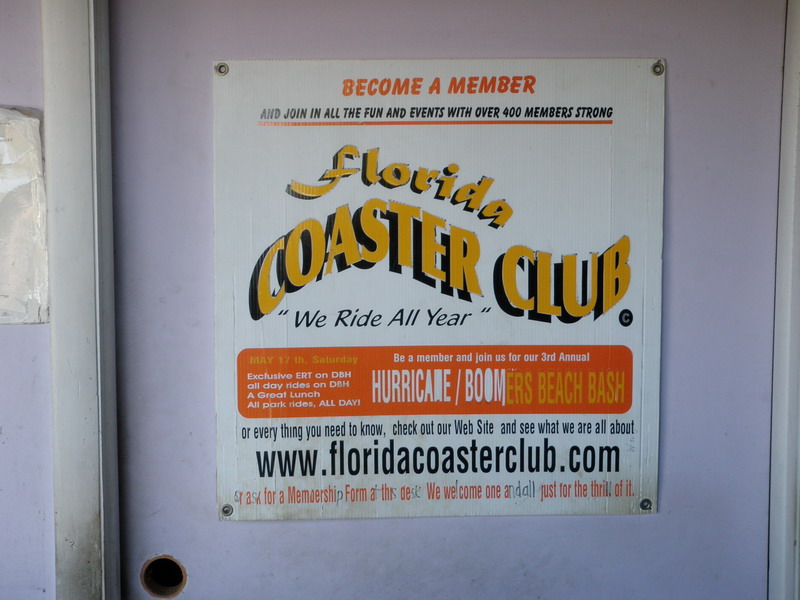 BECOME A MEMBER
AND JOIN IN ALL THE FUN AND EVENTS WITH OVER 400 MEMBERS STRONG
Florida
COASTER CLUB
" We Ride All Year " ©
MAY 17 th, Saturday
Exclusive ERT on DBH
all day rides on DBH
A Great Lunch
All park rides, ALL DAY!
Be a member and join us for our 3rd Annual
HURRICANE / BOOMERS BEACH BASH
or every thing you need to know, check out our Web Site and see what we are all about
www.floridacoasterclub.com
or ask for a Membership Form at this desk We welcome one and all just for the thrill of it.